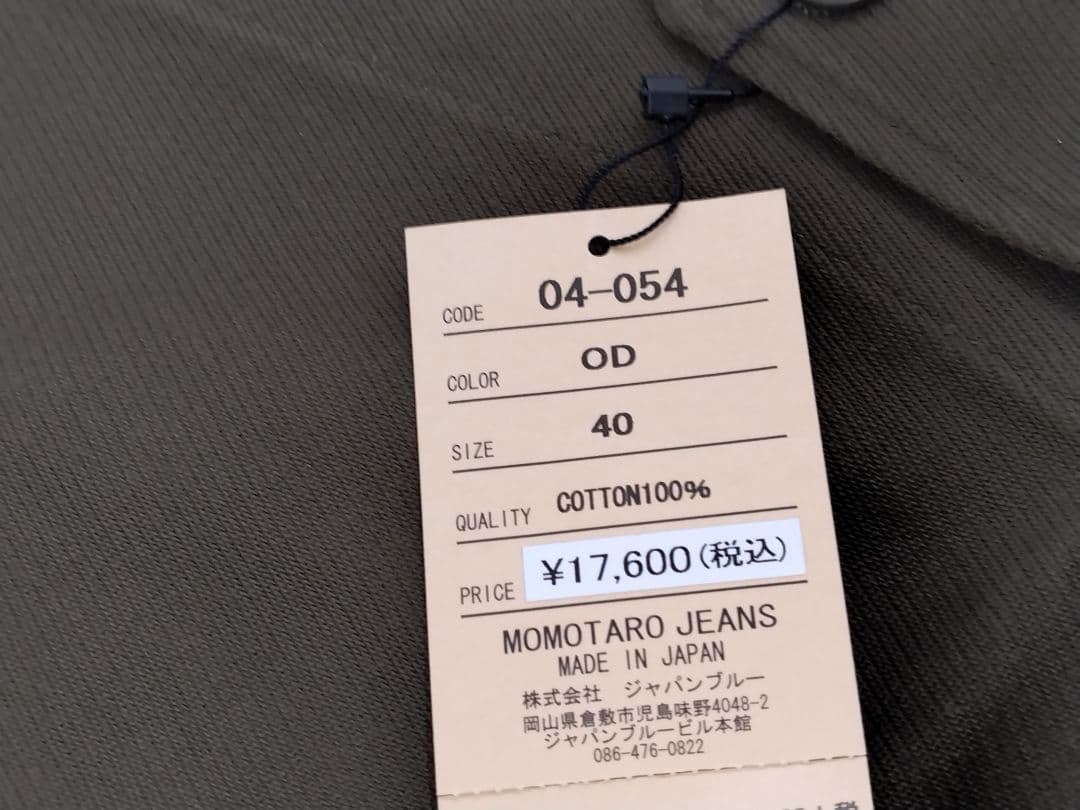 CODE 04-054
COLOR OD
SIZE 40
QUALITY COTTON100%
PRICE ¥17,600(税込)
MOMOTARO JEANS
MADE IN JAPAN
株式会社 ジャパンブルー
岡山県倉敷市児島味野4048-2
ジャパンブルービル本館
086-476-0822